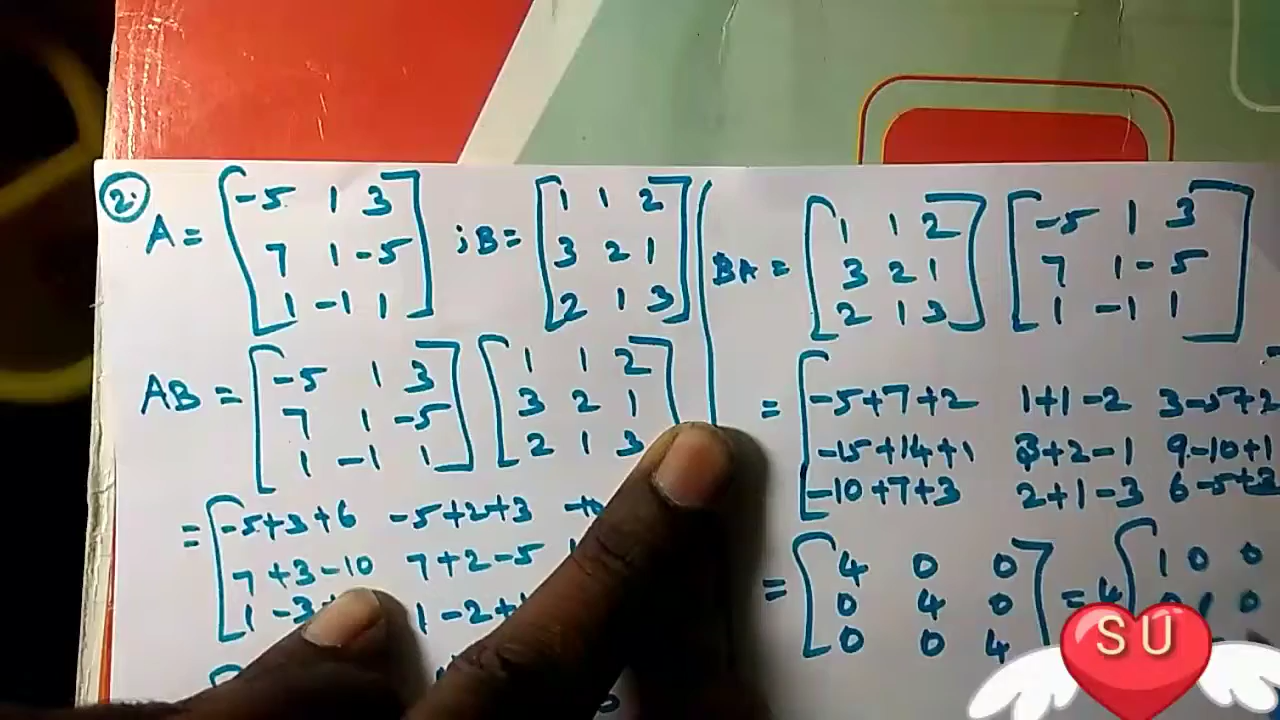 2.
A = [-5 1 3 ; B = [1 1 2
7 1 -5 3 2 1
1 -1 1] 2 1 3]
AB = [-5 1 3 [1 1 2
7 1 -5 3 2 1
1 -1 1] 2 1 3]
= [-5+3+6 -5+2+3
7+3-10 7+2-5
1-3 1-2+
BA = [1 1 2 [-5 1 3
3 2 1 7 1 -5
2 1 3] 1 -1 1]
= [-5+7+2 1+1-2 3-5+2
-15+14+1 3+2-1 9-10+1
-10+7+3 2+1-3 6-5+3
= [4 0 0 = 4 [1 0 0
0 4 0 0 1 0
0 0 4]
SU